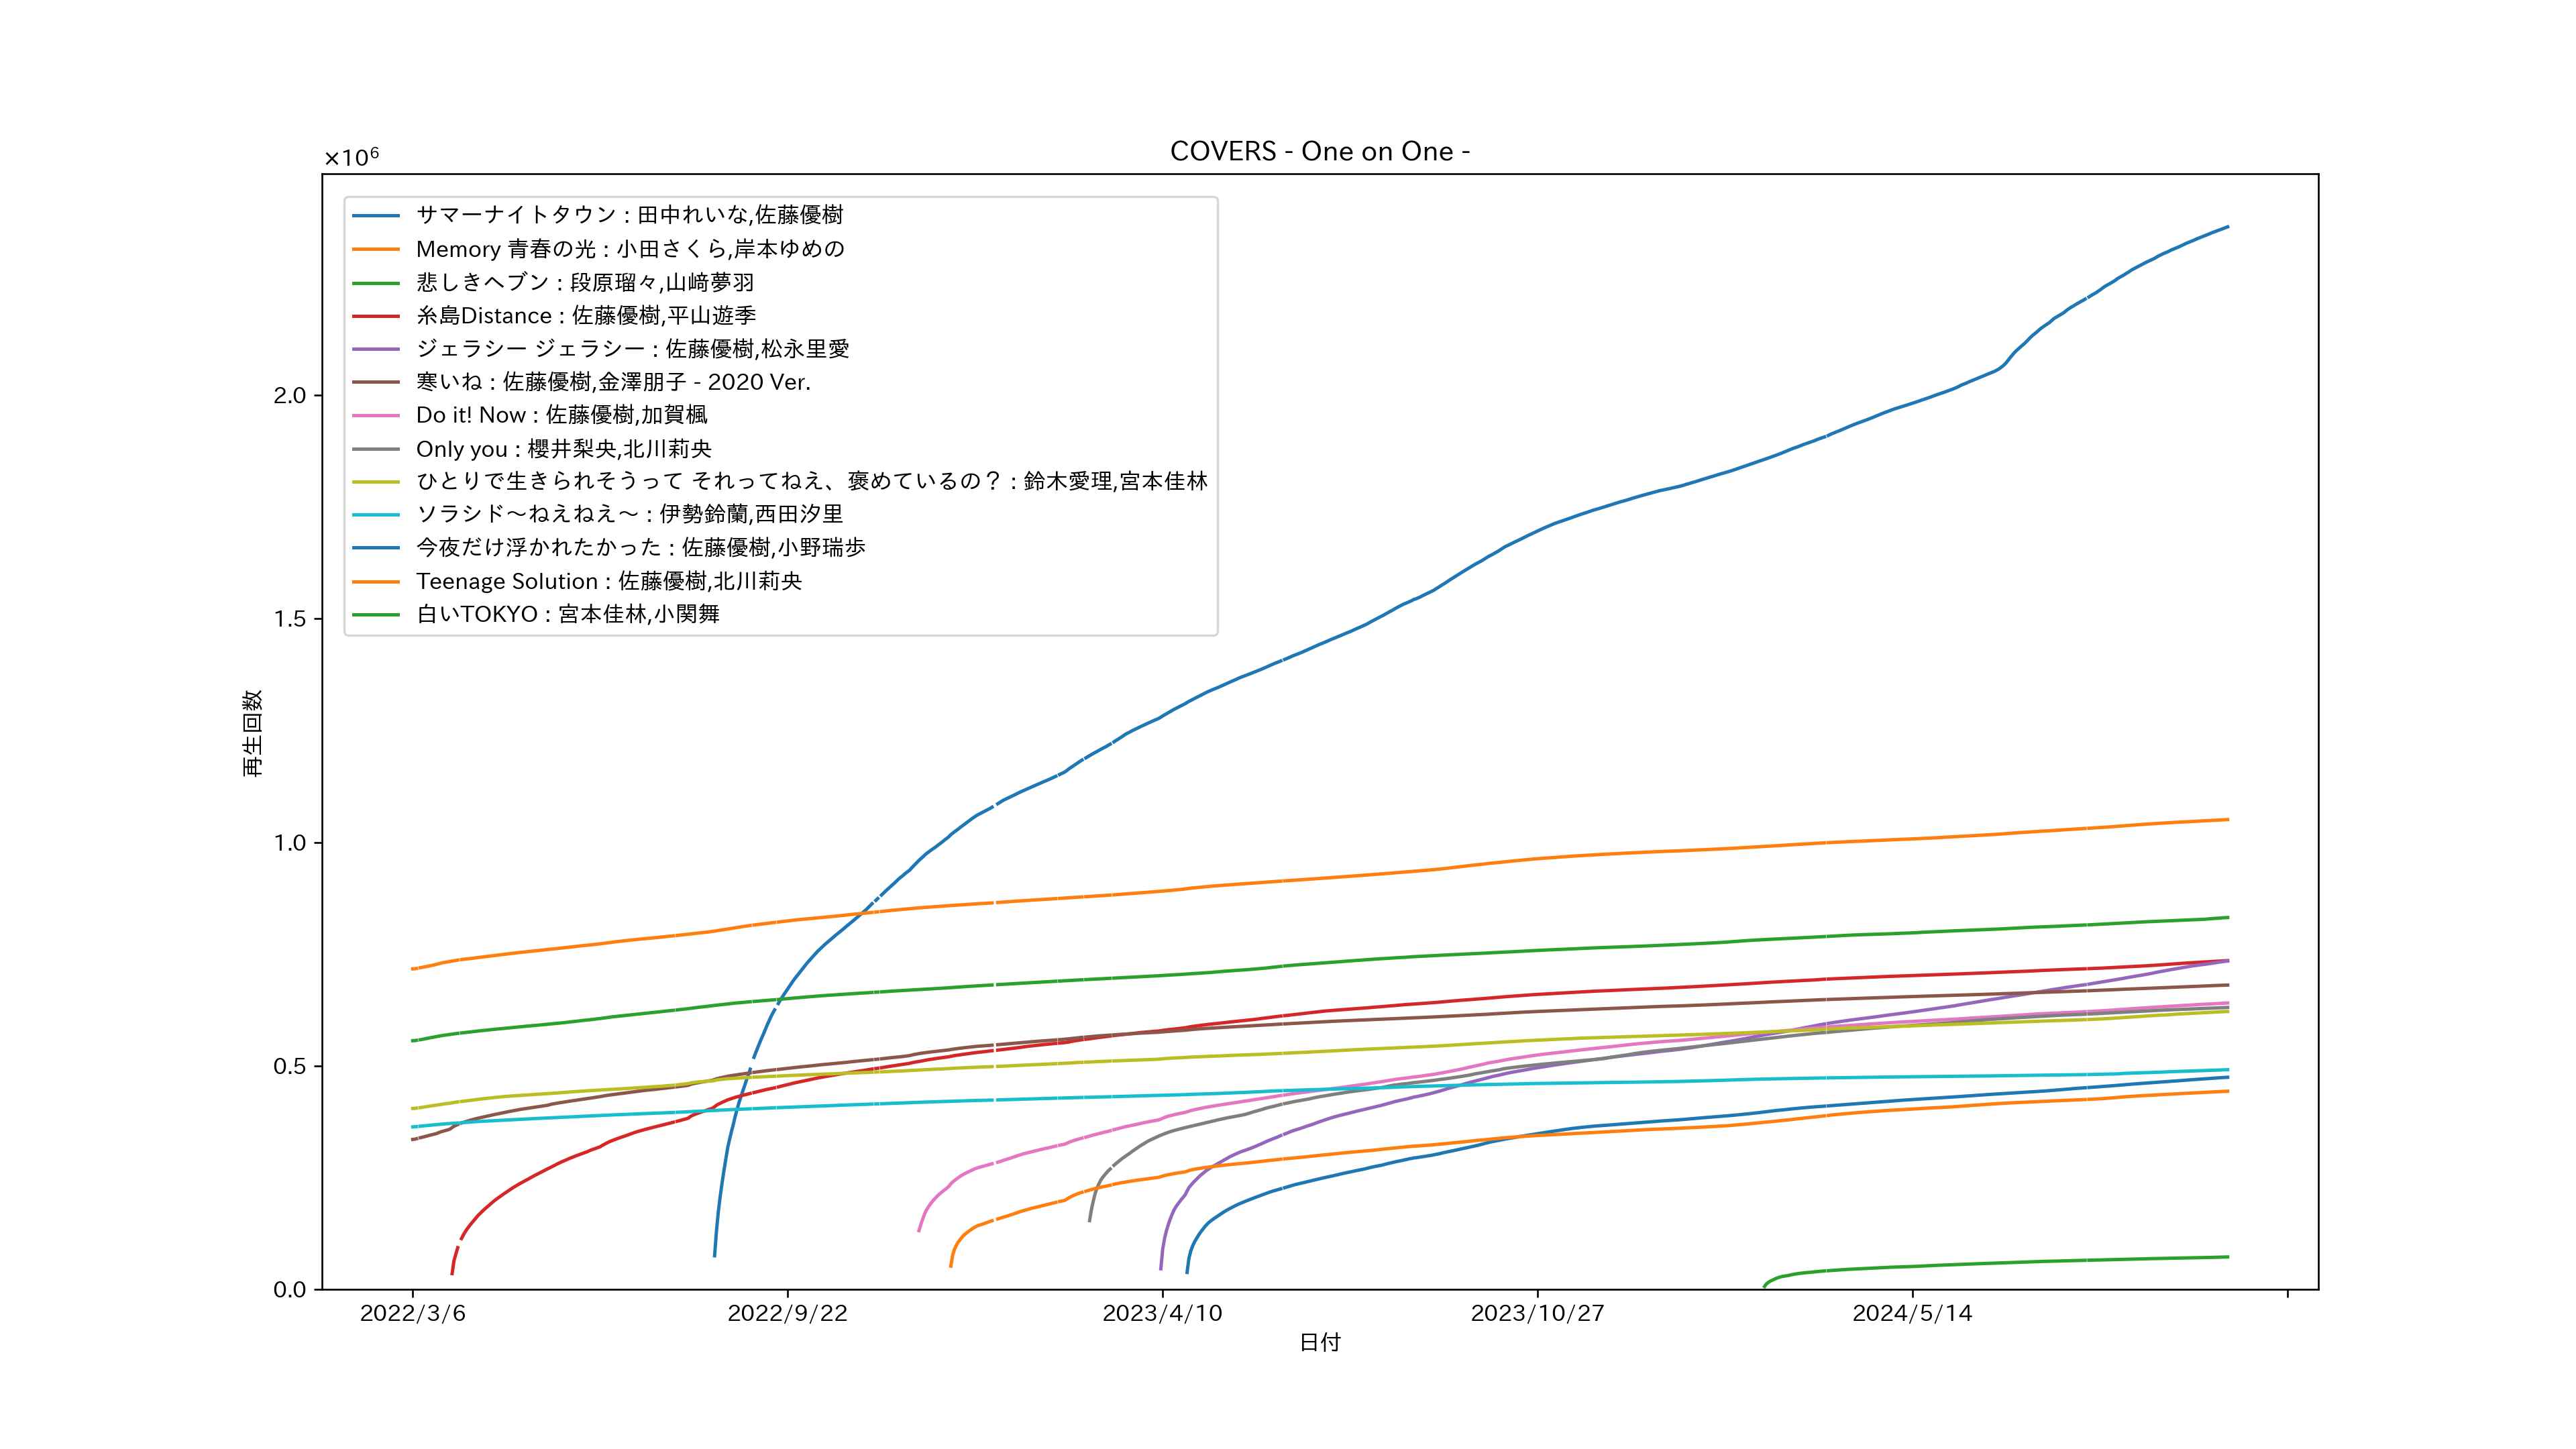 COVERS - One on One -
×10⁶
サマーナイトタウン : 田中れいな,佐藤優樹
Memory 青春の光 : 小田さくら,岸本ゆめの
悲しきヘブン : 段原瑠々,山﨑夢羽
糸島Distance : 佐藤優樹,平山遊季
ジェラシー ジェラシー : 佐藤優樹,松永里愛
寒いね : 佐藤優樹,金澤朋子 - 2020 Ver.
Do it! Now : 佐藤優樹,加賀楓
Only you : 櫻井梨央,北川莉央
ひとりで生きられそうって それってねえ、褒めているの？ : 鈴木愛理,宮本佳林
ソラシド～ねえねえ～ : 伊勢鈴蘭,西田汐里
今夜だけ浮かれたかった : 佐藤優樹,小野瑞歩
Teenage Solution : 佐藤優樹,北川莉央
白いTOKYO : 宮本佳林,小関舞
2.0
1.5
1.0
0.5
0.0
再生回数
2022/3/6
2022/9/22
2023/4/10
2023/10/27
2024/5/14
日付